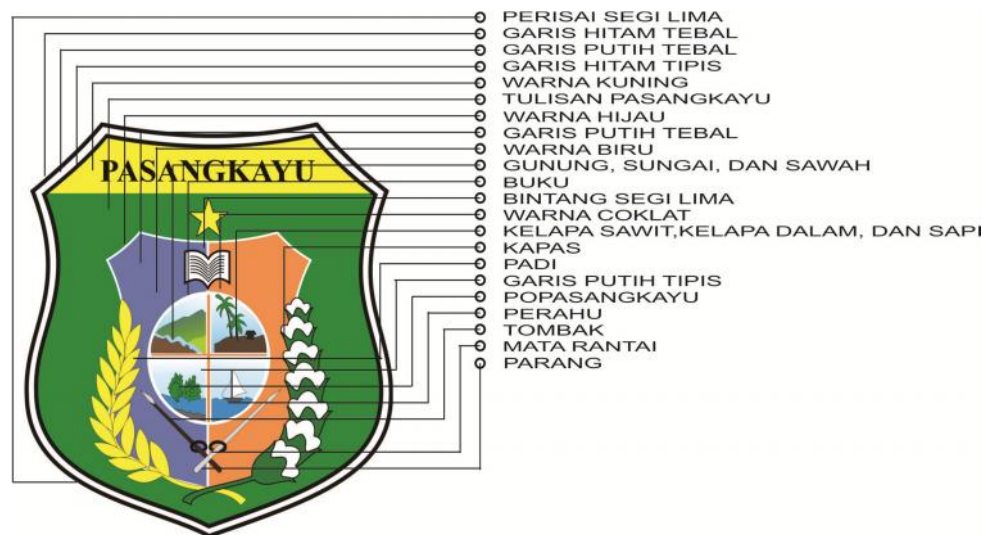 PERISAI SEGI LIMA
GARIS HITAM TEBAL
GARIS PUTIH TEBAL
GARIS HITAM TIPIS
WARNA KUNING
TULISAN PASANGKAYU
WARNA HIJAU
GARIS PUTIH TEBAL
WARNA BIRU
GUNUNG, SUNGAI, DAN SAWAH
BUKU
BINTANG SEGI LIMA
WARNA COKLAT
KELAPA SAWIT,KELAPA DALAM, DAN SAPI
KAPAS
PADI
GARIS PUTIH TIPIS
POPASANGKAYU
PERAHU
TOMBAK
MATA RANTAI
PARANG
PASANGKAYU